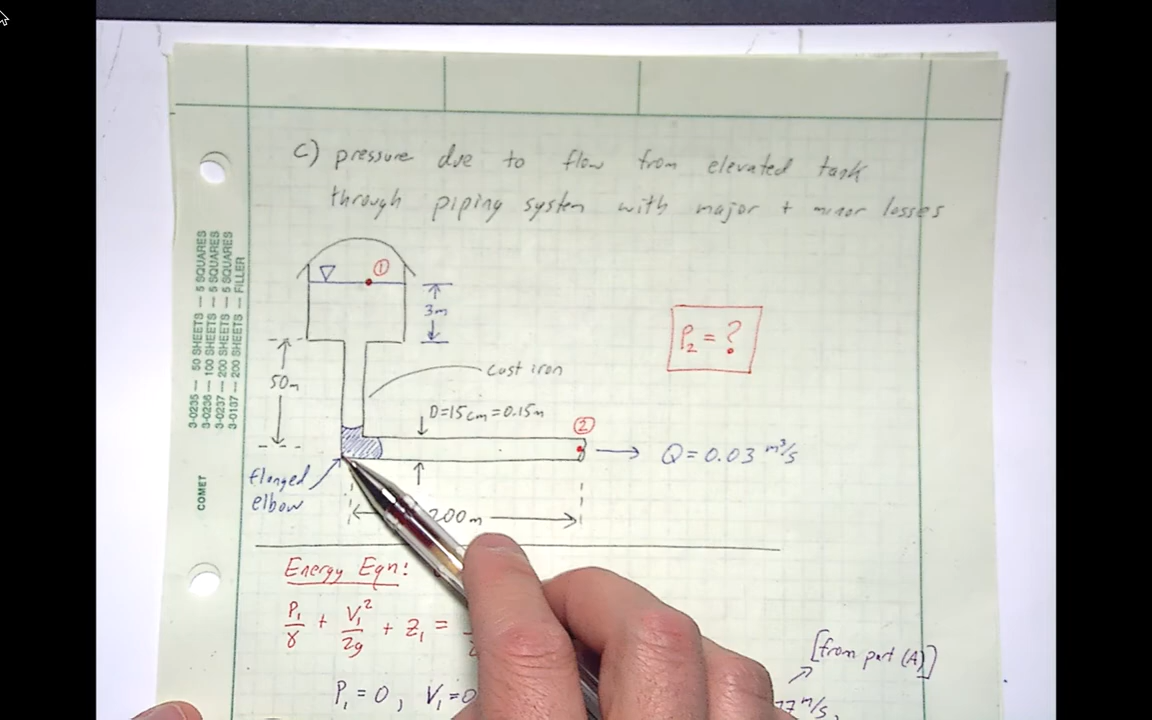 c) pressure due to flow from elevated tank
through piping system with major + minor losses
①
3m
P₂ = ?
50m
cast iron
D=15cm = 0.15m
②
Q = 0.03 m³/s
flanged
elbow
200m
Energy Eqn:
P₁/γ + V₁²/2g + Z₁ =
[from part (A)]
P₁ = 0, V₁=0
m/s,
3-0235 — 50 SHEETS — 5 SQUARES
3-0236 — 100 SHEETS — 5 SQUARES
3-0237 — 200 SHEETS — 5 SQUARES
3-0137 — 200 SHEETS — FILLER
COMET